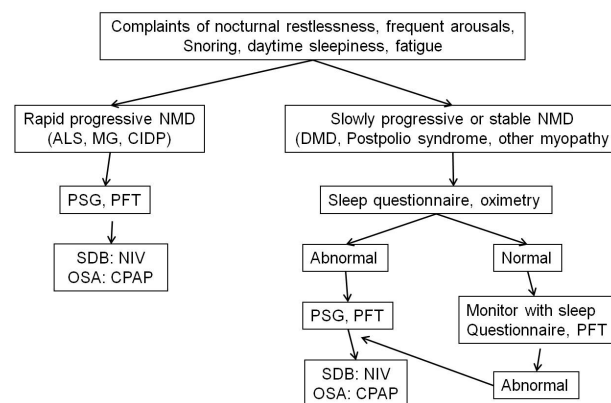 Complaints of nocturnal restlessness, frequent arousals,
Snoring, daytime sleepiness, fatigue
Rapid progressive NMD
(ALS, MG, CIDP)
PSG, PFT
SDB: NIV
OSA: CPAP
Slowly progressive or stable NMD
(DMD, Postpolio syndrome, other myopathy
Sleep questionnaire, oximetry
Abnormal
Normal
PSG, PFT
Monitor with sleep
Questionnaire, PFT
SDB: NIV
OSA: CPAP
Abnormal